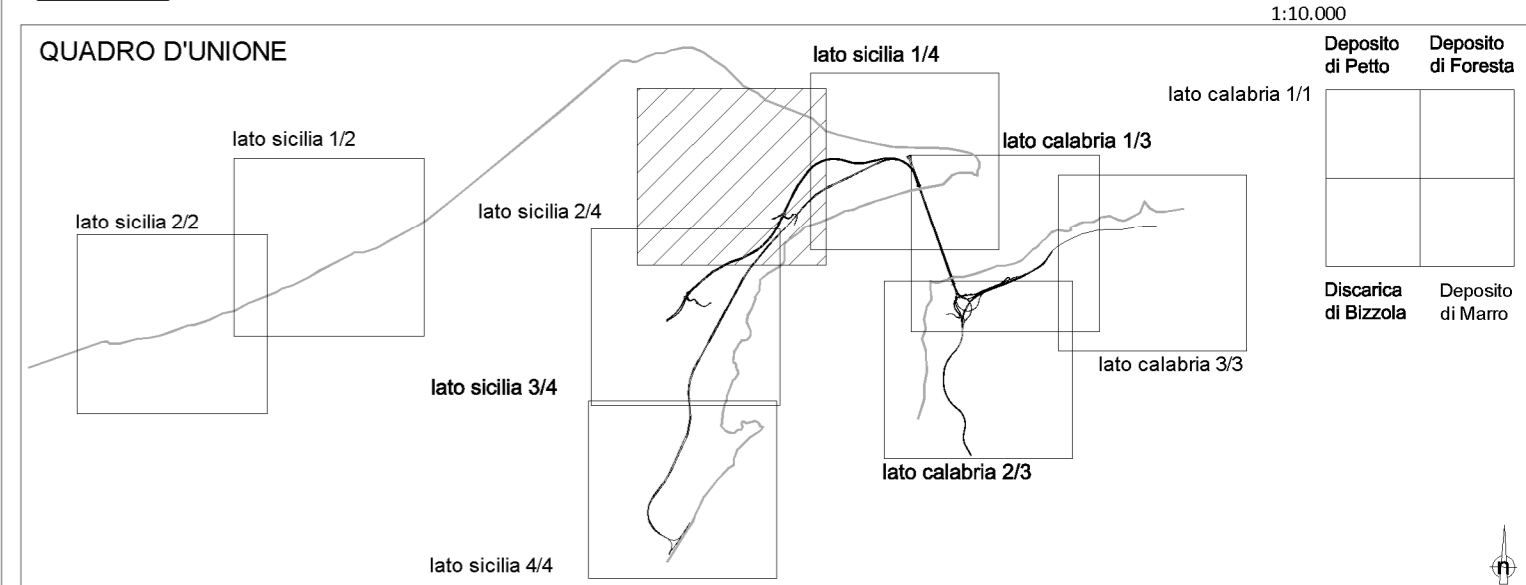 1:10.000
QUADRO D'UNIONE
lato sicilia 1/4
Deposito di Petto
Deposito di Foresta
lato calabria 1/1
lato sicilia 1/2
lato calabria 1/3
lato sicilia 2/4
lato sicilia 2/2
Discarica di Bizzola
Deposito di Marro
lato calabria 3/3
lato sicilia 3/4
lato calabria 2/3
lato sicilia 4/4
n